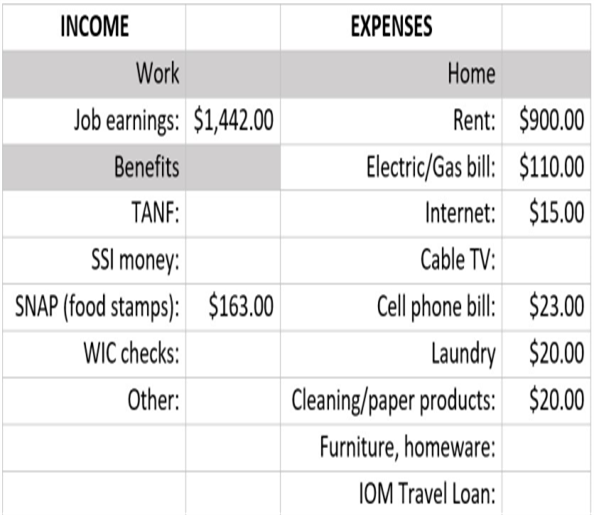 INCOME EXPENSES
Work Home
Job earnings: $1,442.00 Rent: $900.00
Benefits Electric/Gas bill: $110.00
TANF: Internet: $15.00
SSI money: Cable TV:
SNAP (food stamps): $163.00 Cell phone bill: $23.00
WIC checks: Laundry $20.00
Other: Cleaning/paper products: $20.00
Furniture, homeware:
IOM Travel Loan: